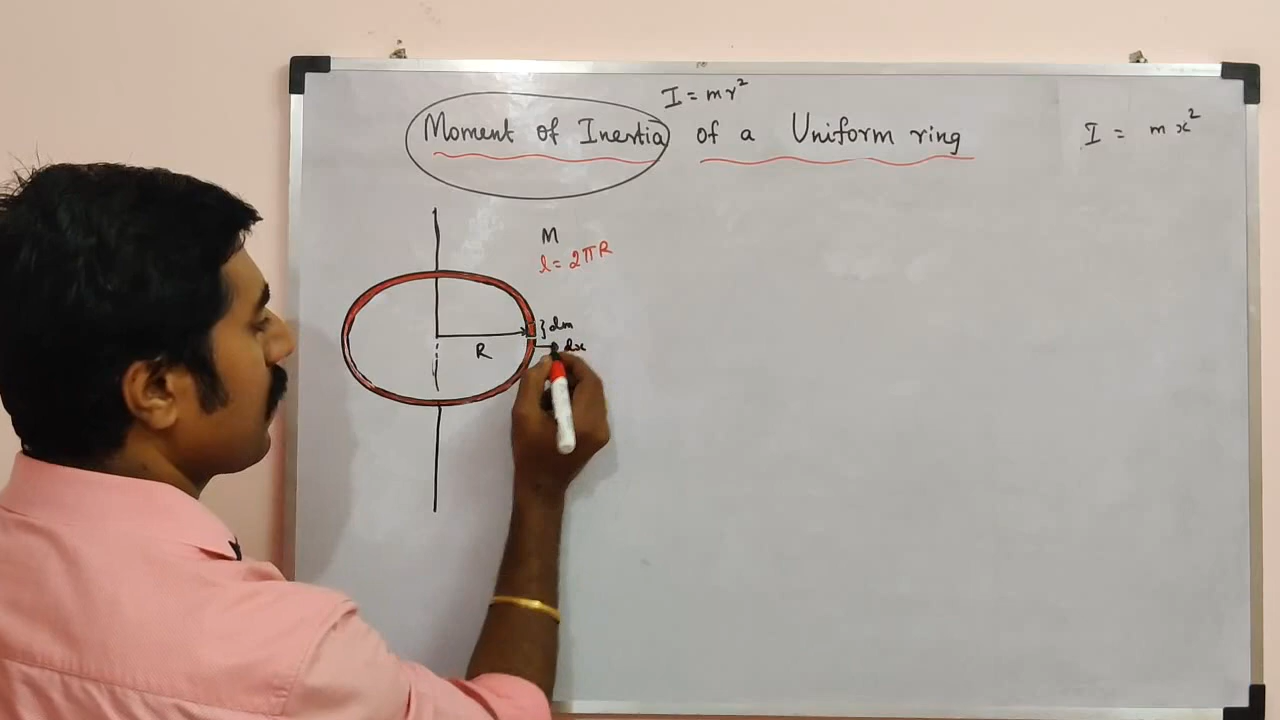 I = mr²
Moment of Inertia of a Uniform ring
I = mx²
M
l = 2πR
} dm
dx
R